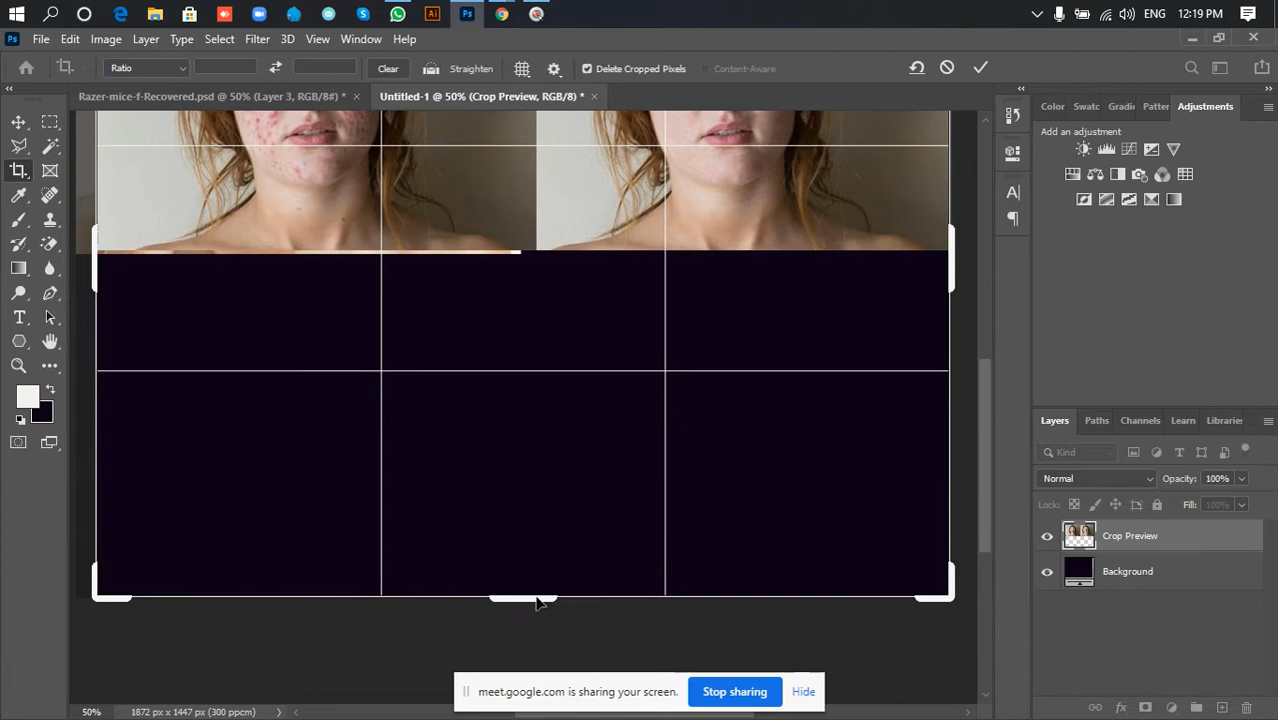 ENG 12:19 PM
Ps File Edit Image Layer Type Select Filter 3D View Window Help
Ratio Clear Straighten Delete Cropped Pixels Content-Aware
Razer-mice-f-Recovered.psd @ 50% (Layer 3, RGB/8#) * × Untitled-1 @ 50% (Crop Preview, RGB/8) * ×
Color Swatc Gradie Patter Adjustments
Add an adjustment
Layers Paths Channels Learn Libraries
Kind
Normal Opacity: 100%
Lock: Fill: 100%
Crop Preview
Background
meet.google.com is sharing your screen. Stop sharing Hide
50% 1872 px x 1447 px (300 ppcm)